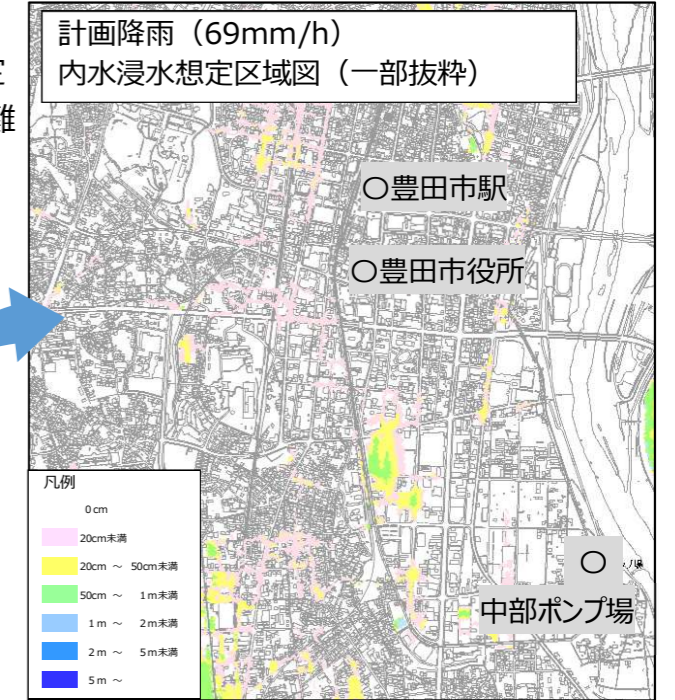 計画降雨（69mm/h）
内水浸水想定区域図（一部抜粋）
難
〇豊田市駅
〇豊田市役所
凡例
0cm
20cm未満
20cm ～ 50cm未満
50cm ～ 1m未満
1m ～ 2m未満
2m ～ 5m未満
5m ～
〇
中部ポンプ場